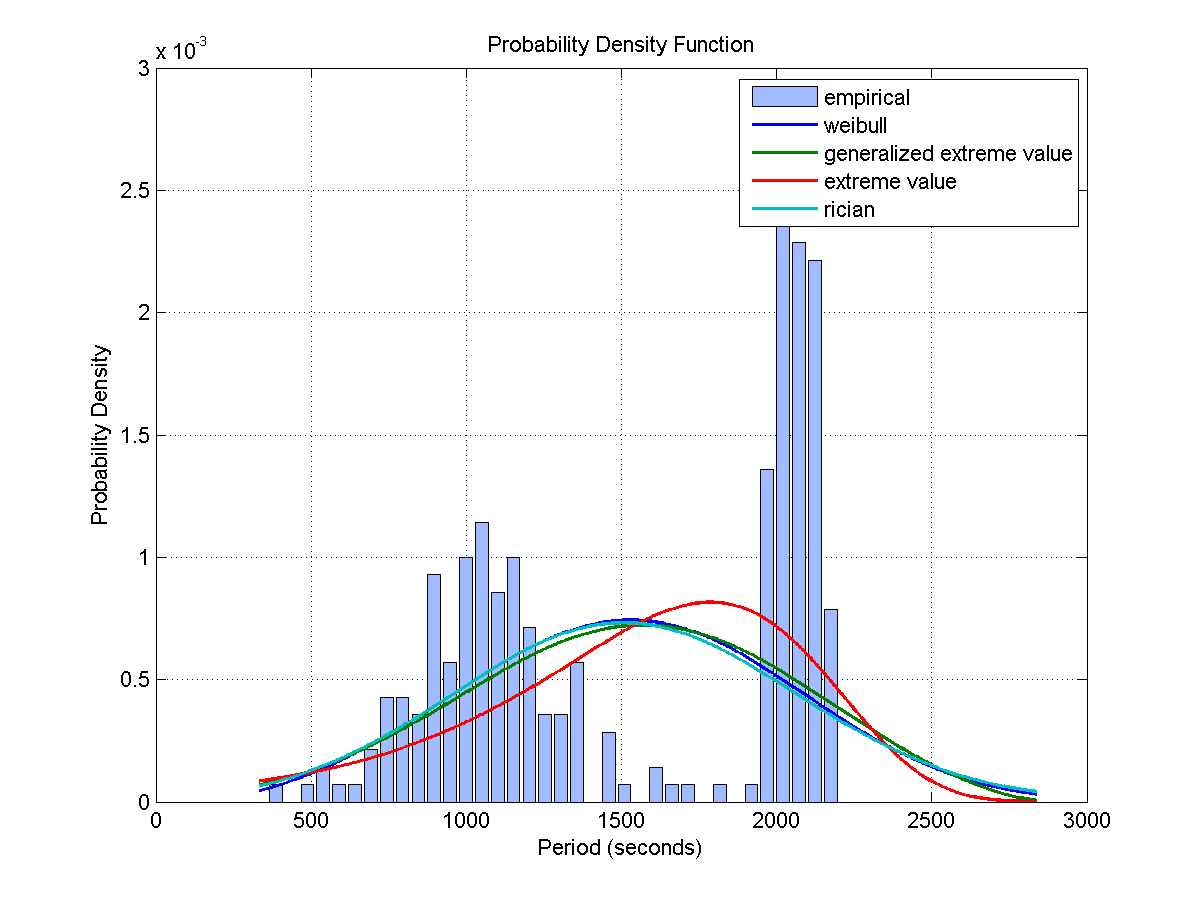 Probability Density Function
x 10-3
3
2.5
2
1.5
1
0.5
0
Probability Density
0 500 1000 1500 2000 2500 3000
Period (seconds)
empirical
weibull
generalized extreme value
extreme value
rician